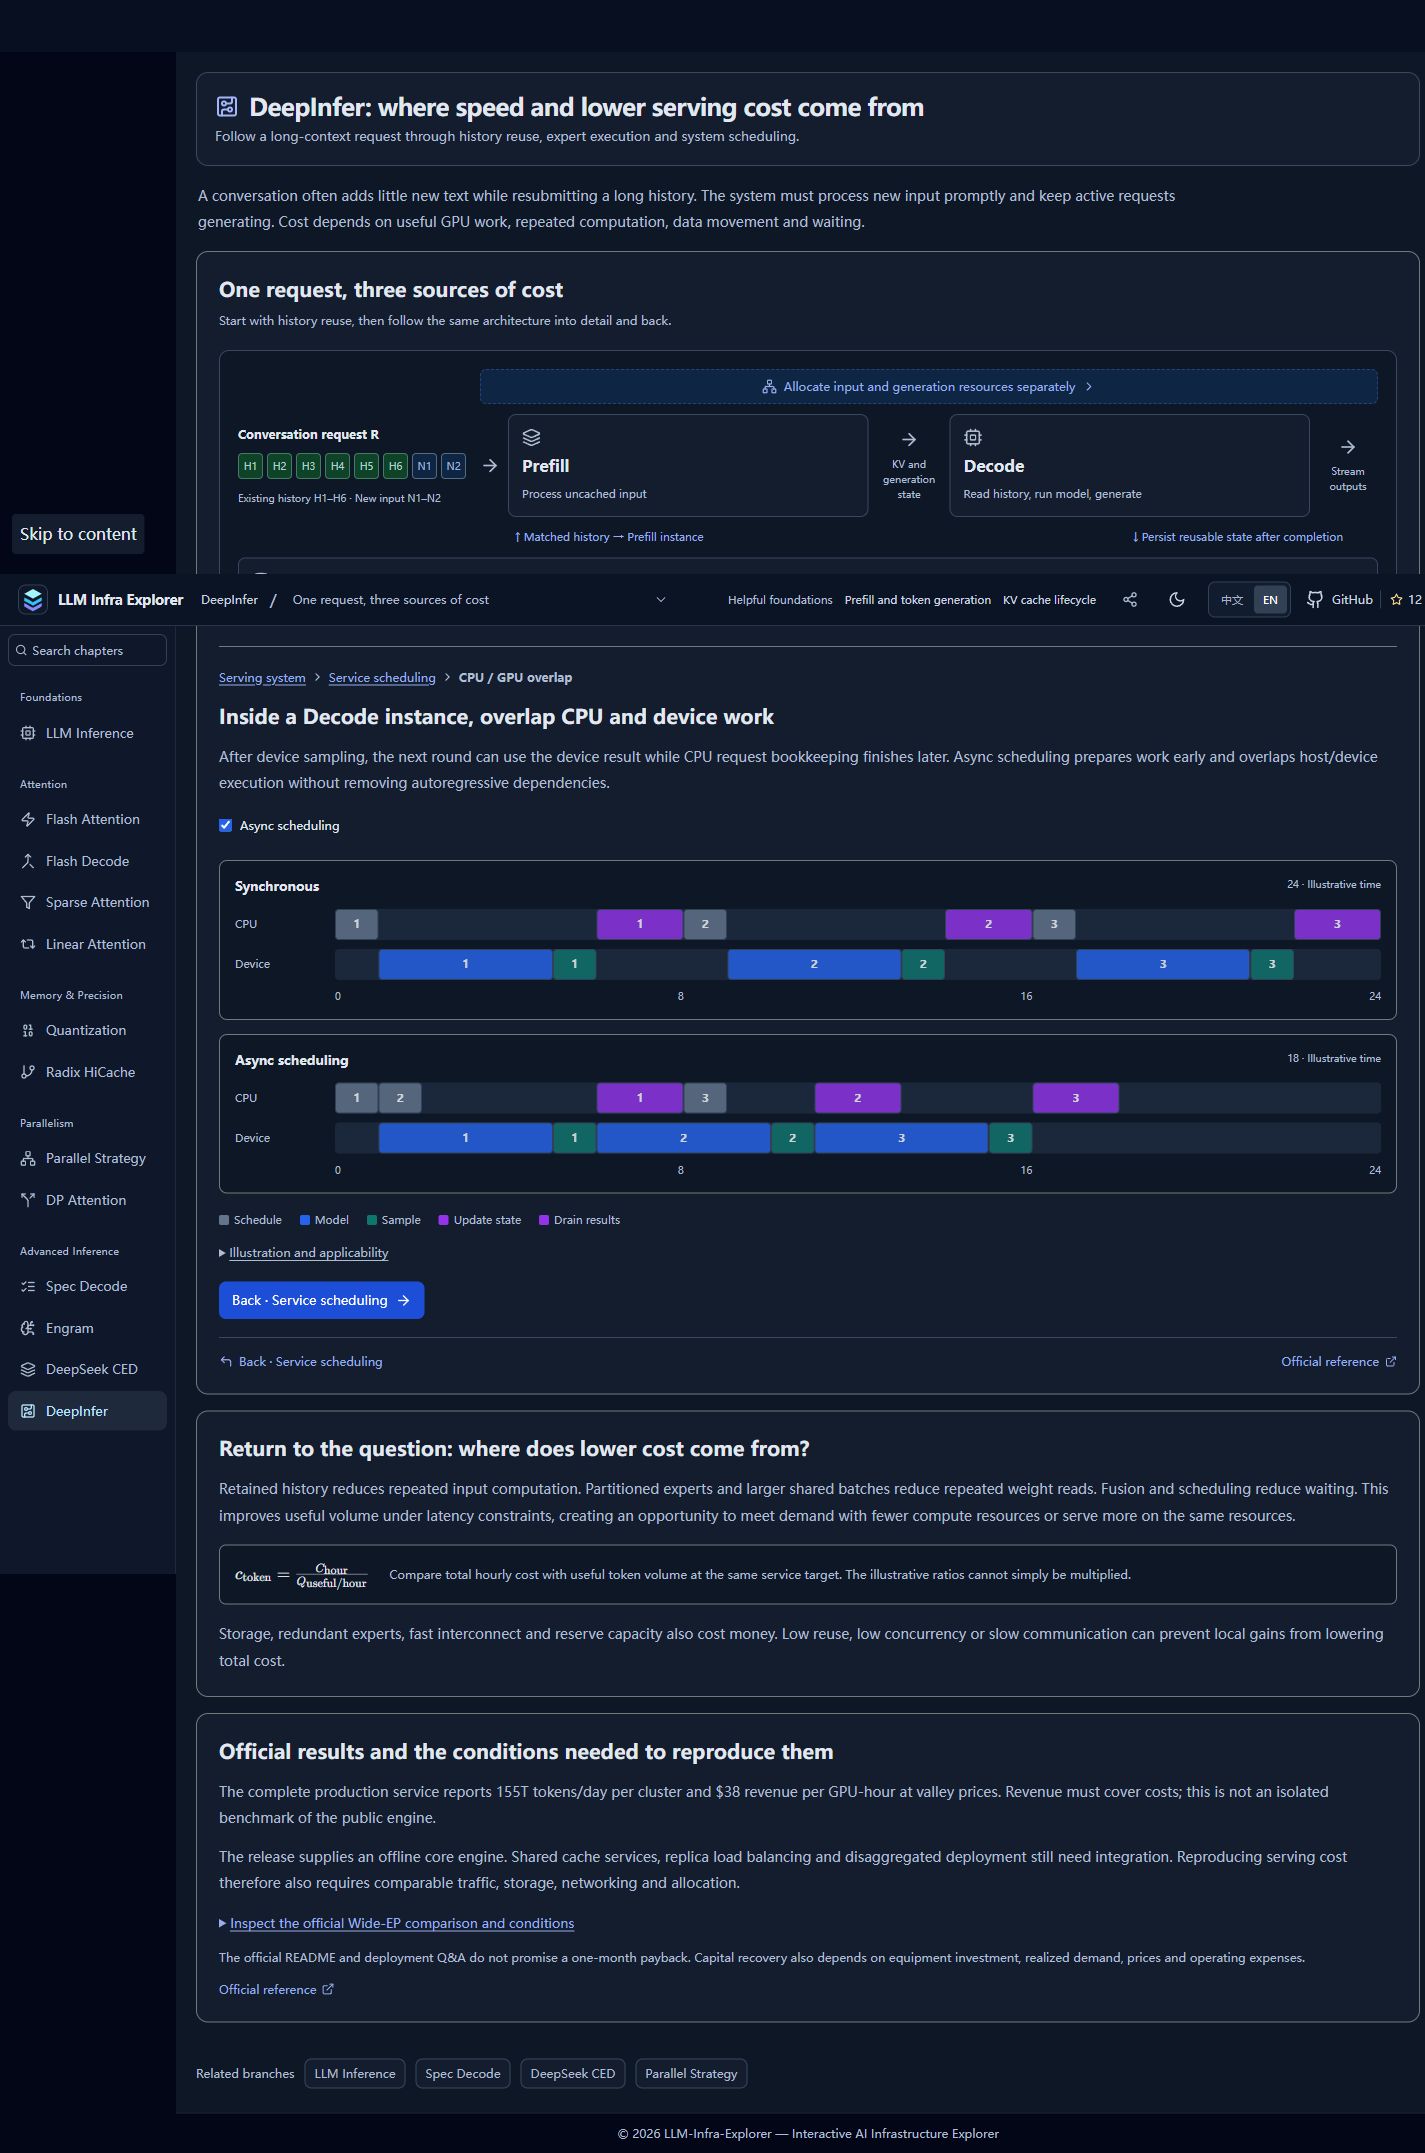 DeepInfer: where speed and lower serving cost come from
Follow a long-context request through history reuse, expert execution and system scheduling.
A conversation often adds little new text while resubmitting a long history. The system must process new input promptly and keep active requests
generating. Cost depends on useful GPU work, repeated computation, data movement and waiting.
One request, three sources of cost
Start with history reuse, then follow the same architecture into detail and back.
Allocate input and generation resources separately
Conversation request R
H1 H2 H3 H4 H5 H6 N1 N2
Existing history H1–H6 · New input N1–N2
Prefill
Process uncached input
KV and
generation
state
Decode
Read history, run model, generate
Stream
outputs
↑ Matched history → Prefill instance
↓ Persist reusable state after completion
Skip to content
LLM Infra Explorer
DeepInfer / One request, three sources of cost
Helpful foundations Prefill and token generation KV cache lifecycle
中文 EN
GitHub
12
Search chapters
Foundations
LLM Inference
Attention
Flash Attention
Flash Decode
Sparse Attention
Linear Attention
Memory & Precision
Quantization
Radix HiCache
Parallelism
Parallel Strategy
DP Attention
Advanced Inference
Spec Decode
Engram
DeepSeek CED
DeepInfer
Serving system > Service scheduling > CPU / GPU overlap
Inside a Decode instance, overlap CPU and device work
After device sampling, the next round can use the device result while CPU request bookkeeping finishes later. Async scheduling prepares work early and overlaps host/device
execution without removing autoregressive dependencies.
Async scheduling
Synchronous
24 · Illustrative time
CPU 1 1 2 2 3 3
Device 1 1 2 2 3 3
0 8 16 24
Async scheduling
18 · Illustrative time
CPU 1 2 1 3 2 3
Device 1 1 2 2 3 3
0 8 16 24
Schedule Model Sample Update state Drain results
Illustration and applicability
Back · Service scheduling →
Back · Service scheduling
Official reference
Return to the question: where does lower cost come from?
Retained history reduces repeated input computation. Partitioned experts and larger shared batches reduce repeated weight reads. Fusion and scheduling reduce waiting. This
improves useful volume under latency constraints, creating an opportunity to meet demand with fewer compute resources or serve more on the same resources.
c_token = C_hour / Q_useful/hour
Compare total hourly cost with useful token volume at the same service target. The illustrative ratios cannot simply be multiplied.
Storage, redundant experts, fast interconnect and reserve capacity also cost money. Low reuse, low concurrency or slow communication can prevent local gains from lowering
total cost.
Official results and the conditions needed to reproduce them
The complete production service reports 155T tokens/day per cluster and $38 revenue per GPU-hour at valley prices. Revenue must cover costs; this is not an isolated
benchmark of the public engine.
The release supplies an offline core engine. Shared cache services, replica load balancing and disaggregated deployment still need integration. Reproducing serving cost
therefore also requires comparable traffic, storage, networking and allocation.
Inspect the official Wide-EP comparison and conditions
The official README and deployment Q&A do not promise a one-month payback. Capital recovery also depends on equipment investment, realized demand, prices and operating expenses.
Official reference
Related branches LLM Inference Spec Decode DeepSeek CED Parallel Strategy
© 2026 LLM-Infra-Explorer — Interactive AI Infrastructure Explorer